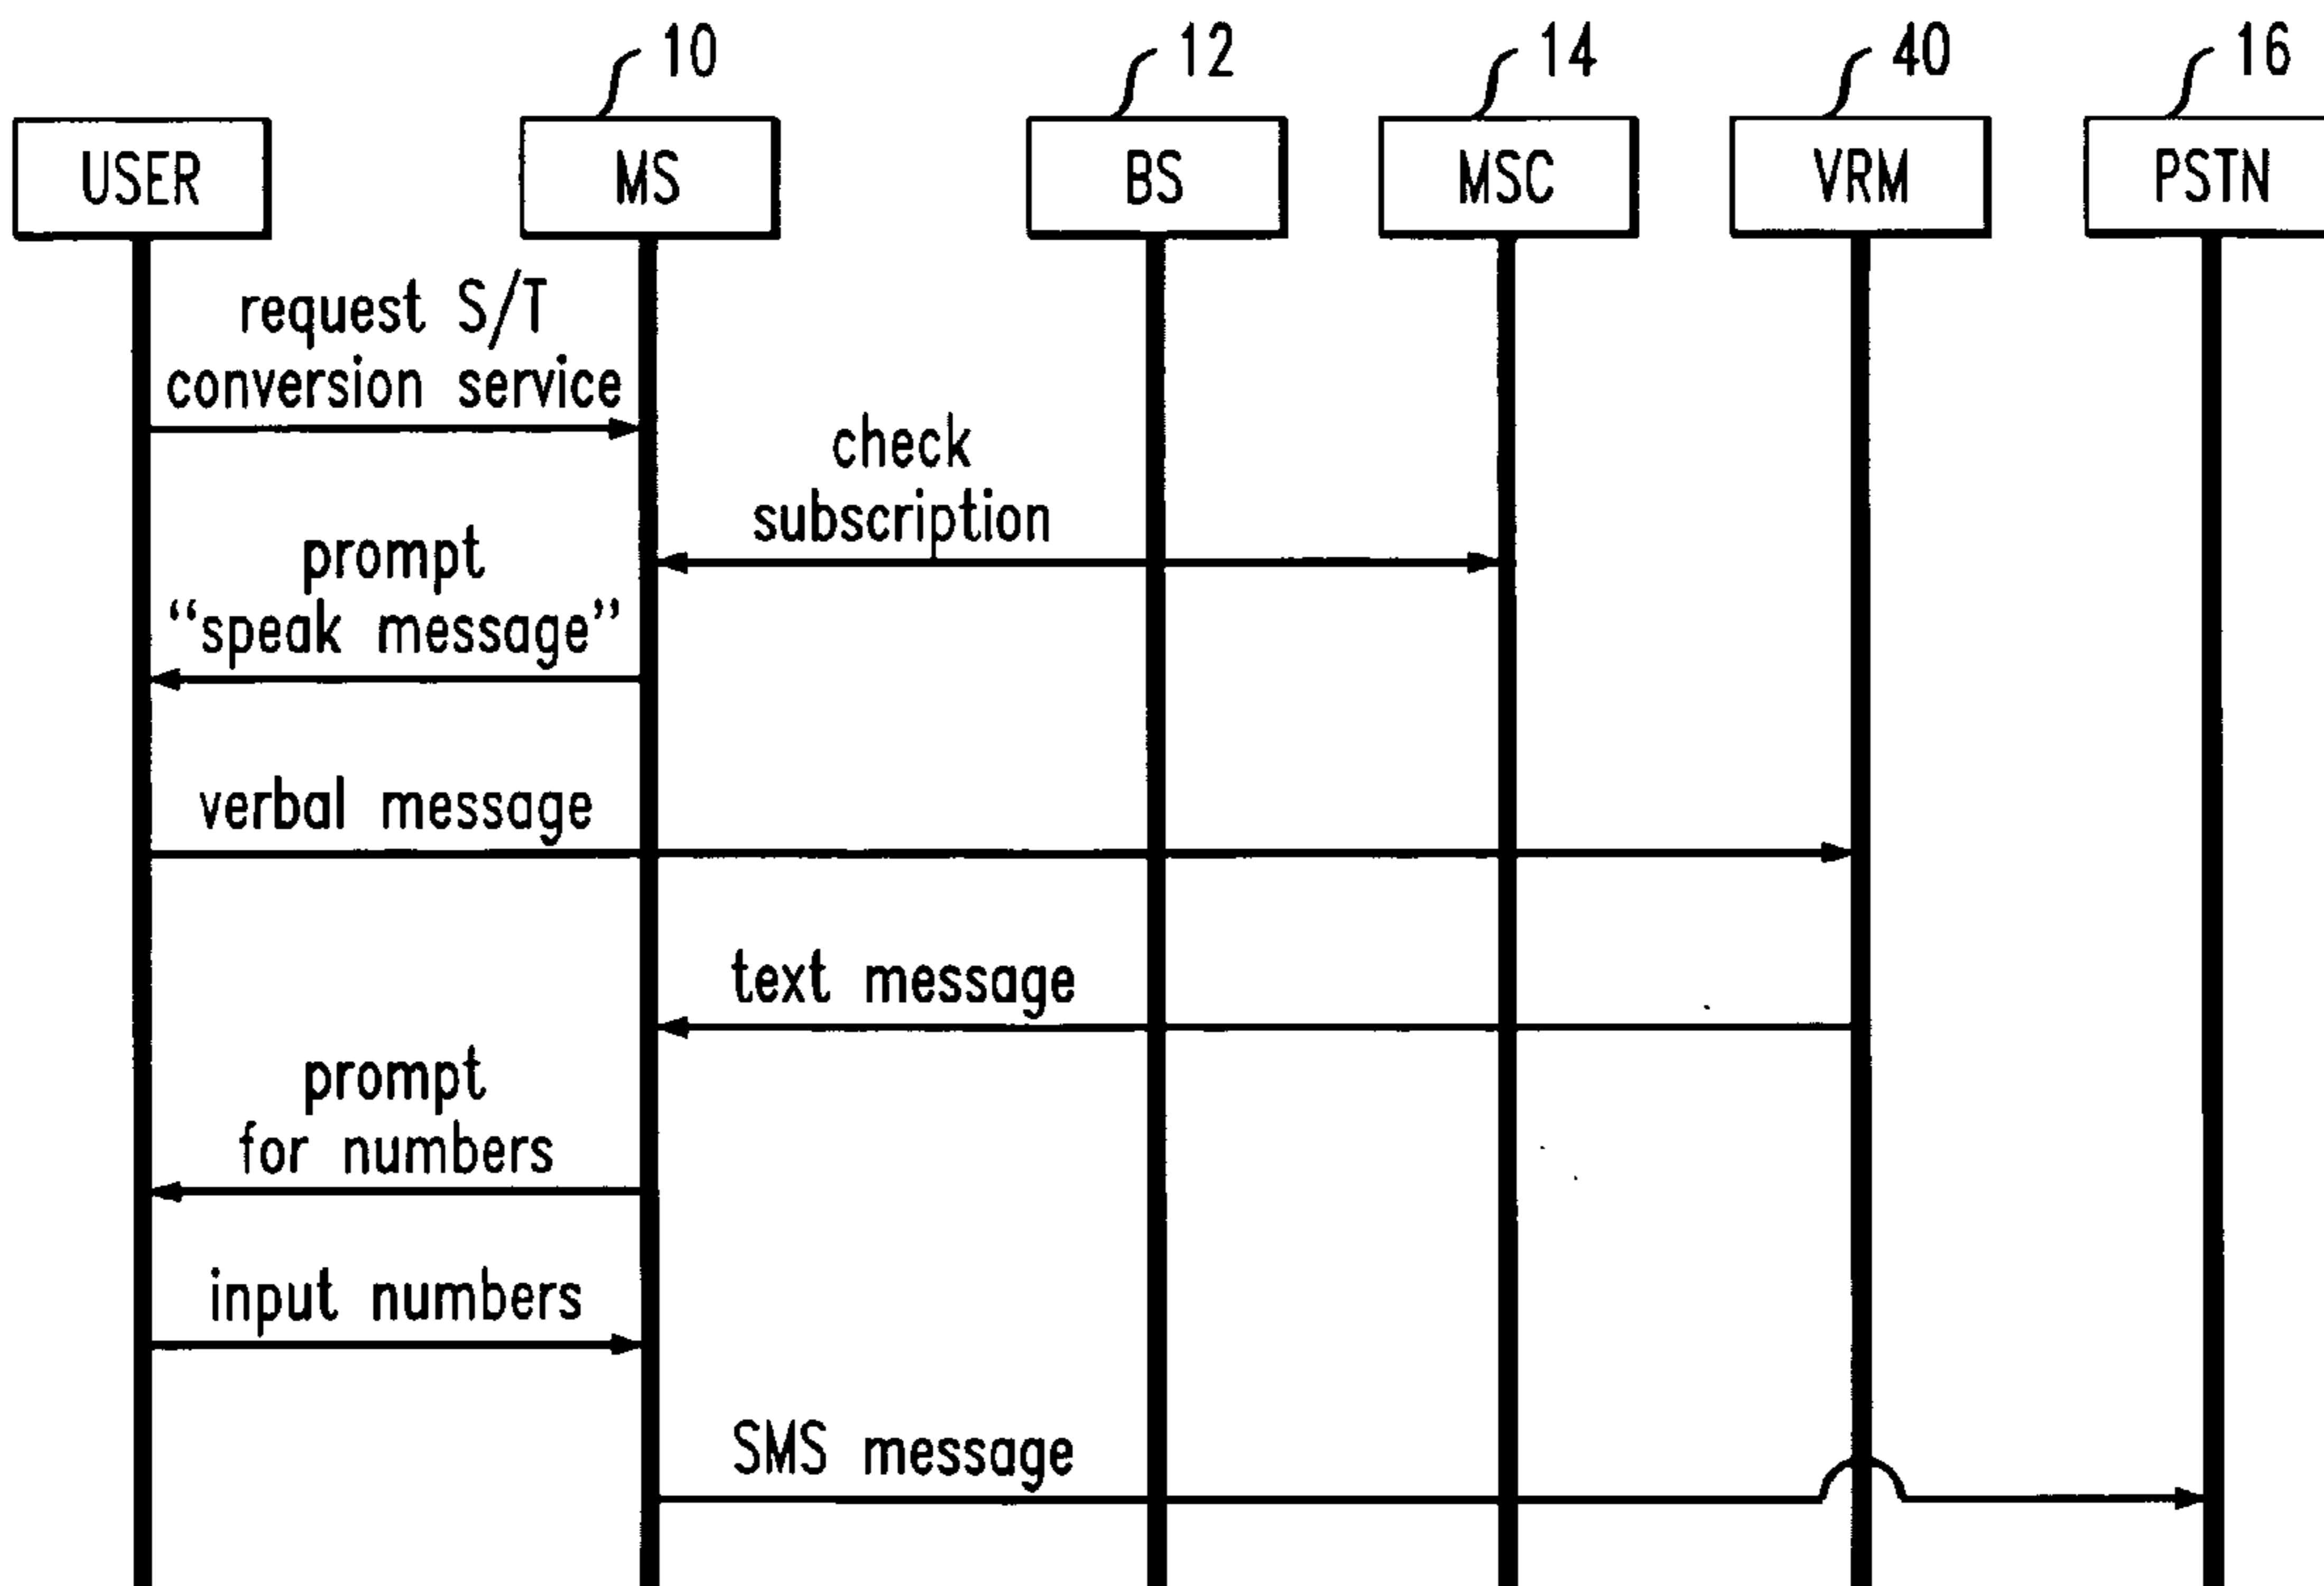 10
12
14
40
16
USER
MS
BS
MSC
VRM
PSTN
request S/T
conversion service
check
subscription
prompt
“speak message”
verbal message
text message
prompt
for numbers
input numbers
SMS message